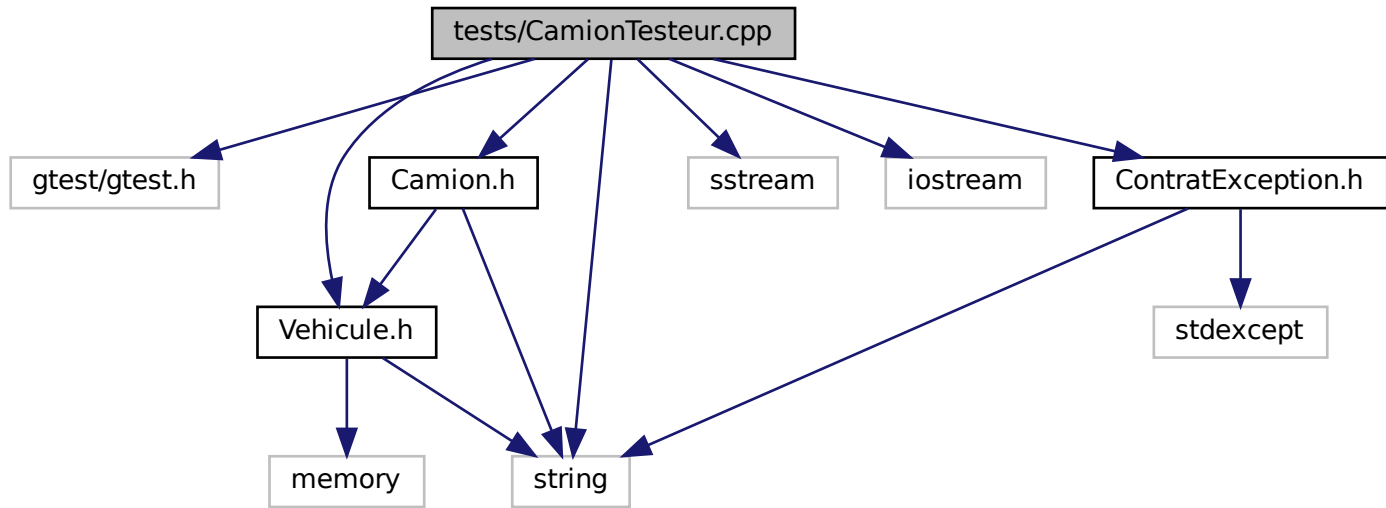 tests/CamionTesteur.cpp
gtest/gtest.h
Camion.h
sstream
iostream
ContratException.h
Vehicule.h
stdexcept
memory
string